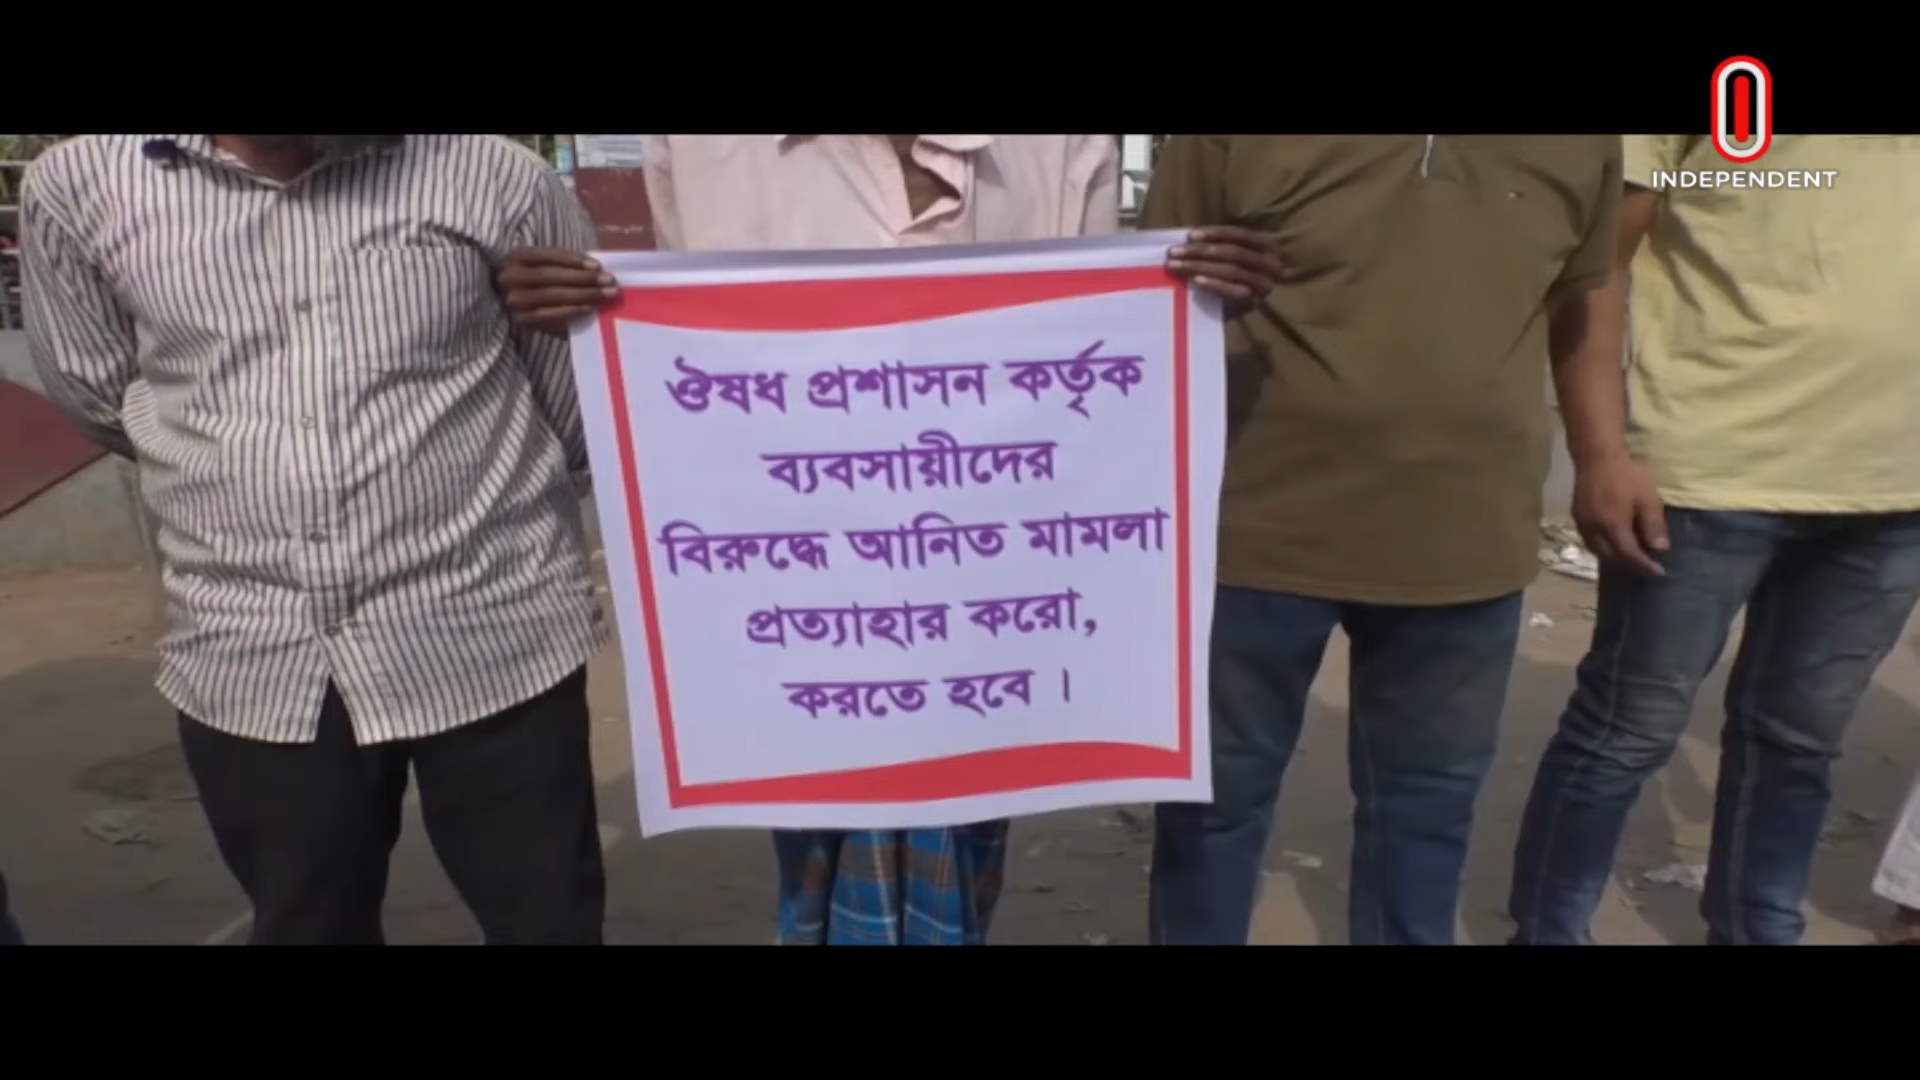 INDEPENDENT
ঔষধ প্রশাসন কর্তৃক
ব্যবসায়ীদের
বিরুদ্ধে আনিত মামলা
প্রত্যাহার করো,
করতে হবে ।